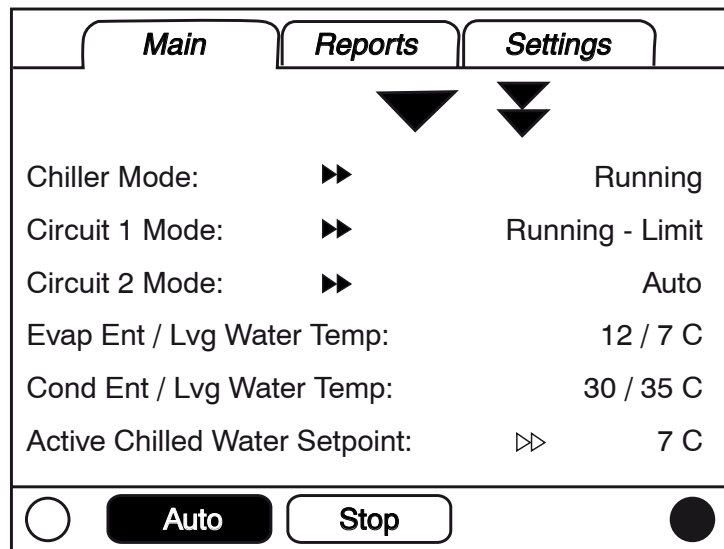 Main Reports Settings
Chiller Mode: Running
Circuit 1 Mode: Running - Limit
Circuit 2 Mode: Auto
Evap Ent / Lvg Water Temp: 12 / 7 C
Cond Ent / Lvg Water Temp: 30 / 35 C
Active Chilled Water Setpoint: 7 C
Auto Stop